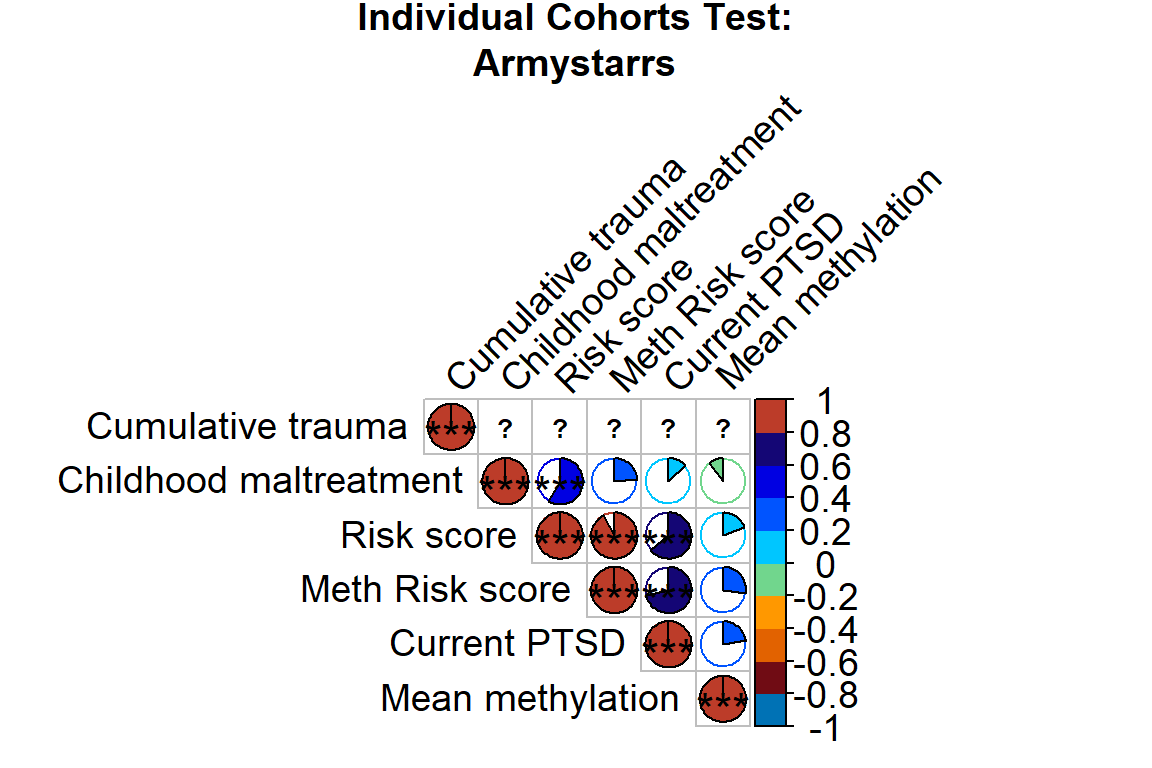 Individual Cohorts Test:
Armystarrs
Cumulative trauma
Childhood maltreatment
Risk score
Meth Risk score
Current PTSD
Mean methylation
Cumulative trauma *** ? ? ? ? ?
Childhood maltreatment *** ***
Risk score *** *** ***
Meth Risk score *** ***
Current PTSD ***
Mean methylation ***
1
0.8
0.6
0.4
0.2
0
-0.2
-0.4
-0.6
-0.8
-1